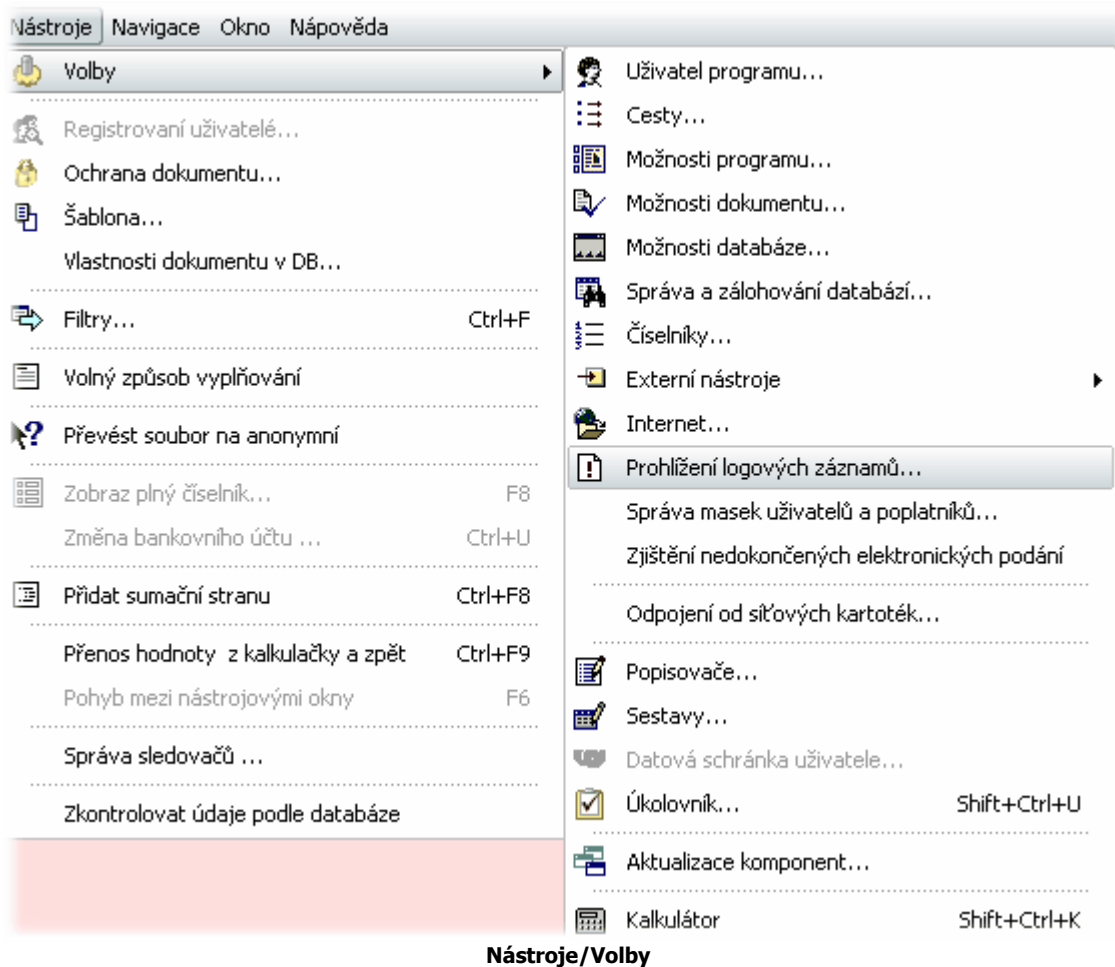 Nástroje Navigace Okno Nápověda
Volby
Registrovaní uživatelé...
Ochrana dokumentu...
Šablona...
Vlastnosti dokumentu v DB...
Filtry... Ctrl+F
Volný způsob vyplňování
Převést soubor na anonymní
Zobraz plný číselník... F8
Změna bankovního účtu ... Ctrl+U
Přidat sumační stranu Ctrl+F8
Přenos hodnoty z kalkulačky a zpět Ctrl+F9
Pohyb mezi nástrojovými okny F6
Správa sledovačů ...
Zkontrolovat údaje podle databáze
Uživatel programu...
Cesty...
Možnosti programu...
Možnosti dokumentu...
Možnosti databáze...
Správa a zálohování databází...
Číselníky...
Externí nástroje
Internet...
Prohlížení logových záznamů...
Správa masek uživatelů a poplatníků...
Zjištění nedokončených elektronických podání
Odpojení od síťových kartoték...
Popisovače...
Sestavy...
Datová schránka uživatele...
Úkolovník... Shift+Ctrl+U
Aktualizace komponent...
Kalkulátor Shift+Ctrl+K
Nástroje/Volby